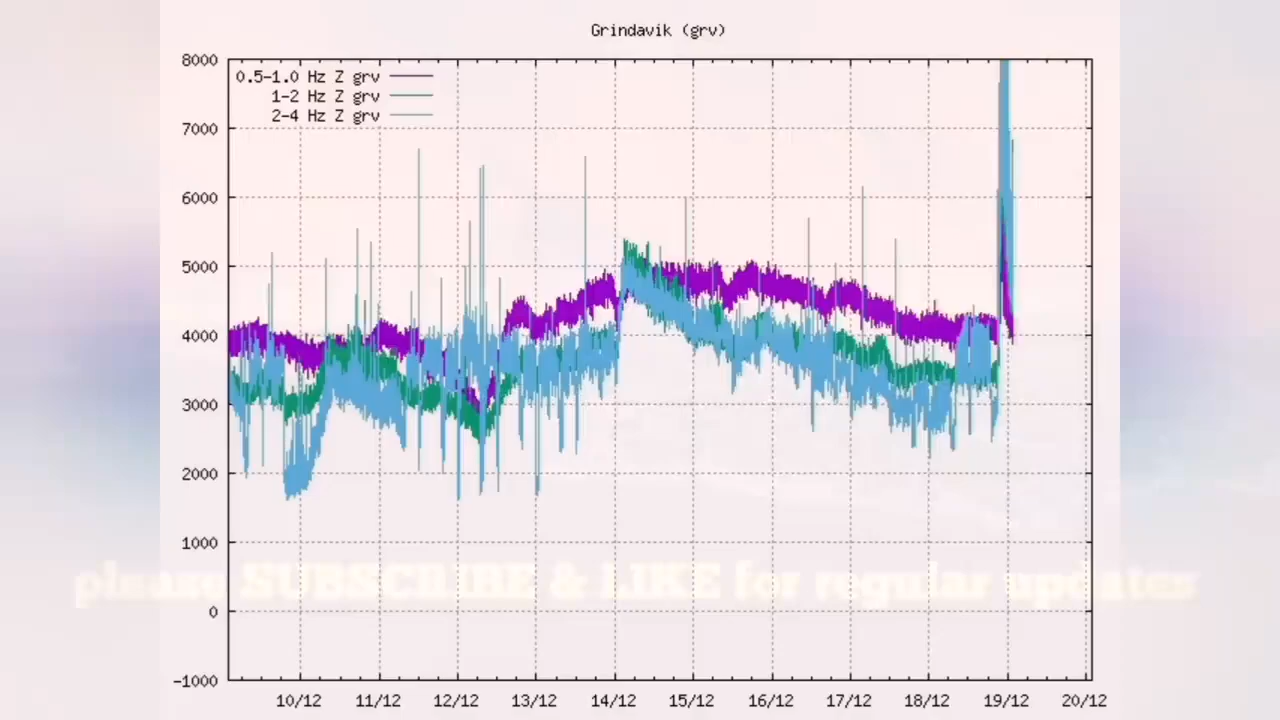 Grindavik (grv)
8000
0.5-1.0 Hz Z grv
1-2 Hz Z grv
2-4 Hz Z grv
7000
6000
5000
4000
3000
2000
1000
please SUBSCRIBE & LIKE for regular updates
0
-1000
10/12 11/12 12/12 13/12 14/12 15/12 16/12 17/12 18/12 19/12 20/12